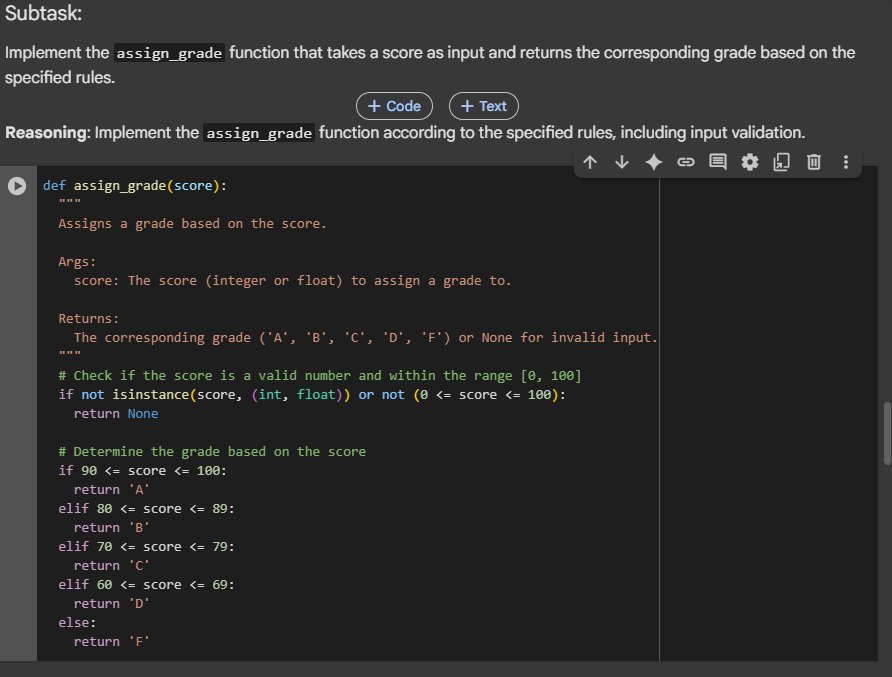 Subtask:
Implement the assign_grade function that takes a score as input and returns the corresponding grade based on the
specified rules.
+ Code + Text
Reasoning: Implement the assign_grade function according to the specified rules, including input validation.
def assign_grade(score):
  """
  Assigns a grade based on the score.

  Args:
    score: The score (integer or float) to assign a grade to.

  Returns:
    The corresponding grade ('A', 'B', 'C', 'D', 'F') or None for invalid input.
  """
  # Check if the score is a valid number and within the range [0, 100]
  if not isinstance(score, (int, float)) or not (0 <= score <= 100):
    return None

  # Determine the grade based on the score
  if 90 <= score <= 100:
    return 'A'
  elif 80 <= score <= 89:
    return 'B'
  elif 70 <= score <= 79:
    return 'C'
  elif 60 <= score <= 69:
    return 'D'
  else:
    return 'F'